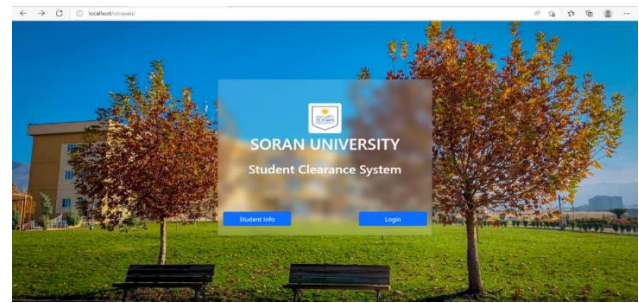 SORAN UNIVERSITY
Student Clearance System
Student Info
Login